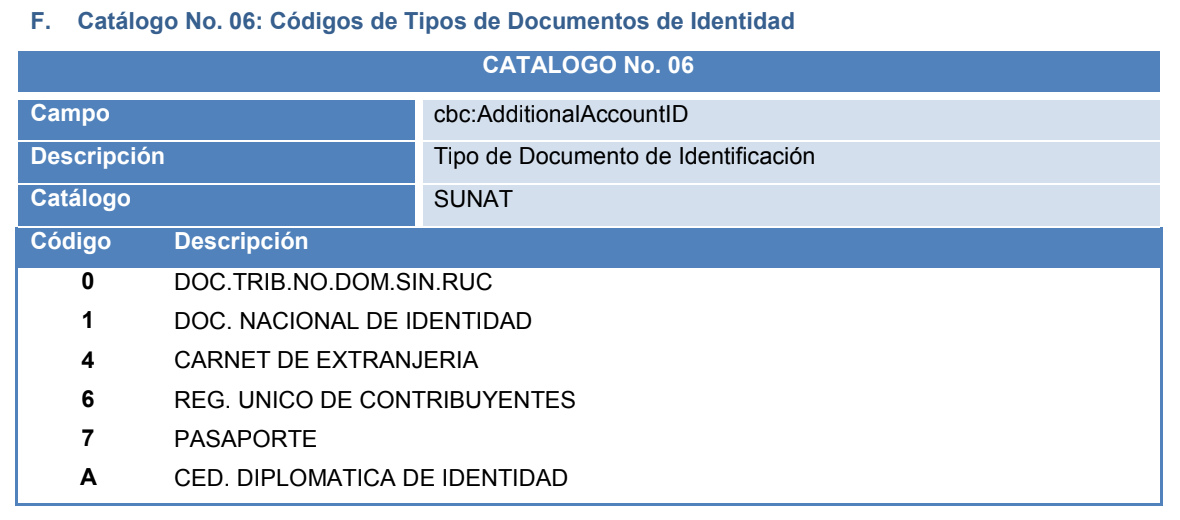 F. Catálogo No. 06: Códigos de Tipos de Documentos de Identidad
CATALOGO No. 06
Campo cbc:AdditionalAccountID
Descripción Tipo de Documento de Identificación
Catálogo SUNAT
Código Descripción
0 DOC.TRIB.NO.DOM.SIN.RUC
1 DOC. NACIONAL DE IDENTIDAD
4 CARNET DE EXTRANJERIA
6 REG. UNICO DE CONTRIBUYENTES
7 PASAPORTE
A CED. DIPLOMATICA DE IDENTIDAD